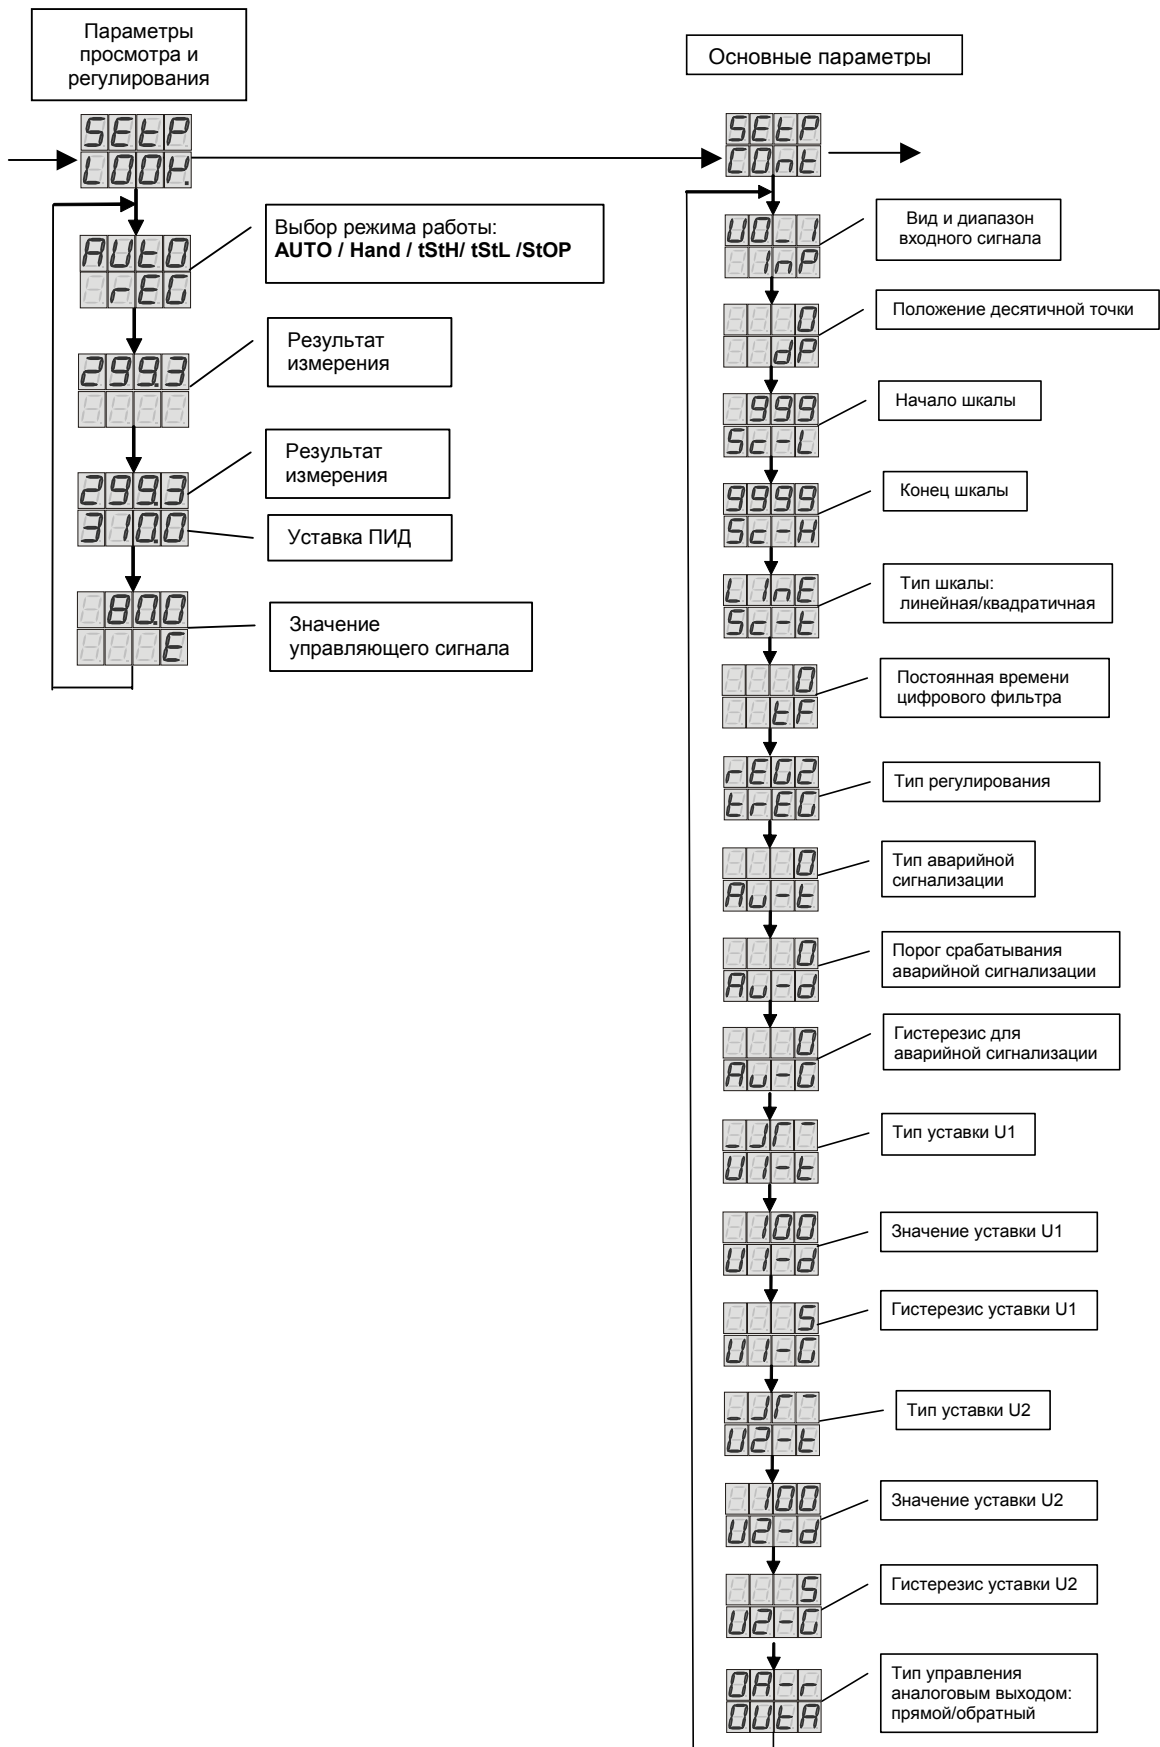 Параметры
просмотра и
регулирования
SEtP
LOOP.
AUtO
rEG
Выбор режима работы:
AUTO / Hand / tStH/ tStL /StOP
299.3
Результат
измерения
299.3
310.0
Результат
измерения
Уставка ПИД
80.0
E
Значение
управляющего сигнала
Основные параметры
SEtP
COnt
U0_1
InP
Вид и диапазон
входного сигнала
0
dP
Положение десятичной точки
999
Sc-L
Начало шкалы
9999
Sc-H
Конец шкалы
LInE
Sc-t
Тип шкалы:
линейная/квадратичная
0
tF
Постоянная времени
цифрового фильтра
rEG2
trEG
Тип регулирования
0
Au-t
Тип аварийной
сигнализации
0
Au-d
Порог срабатывания
аварийной сигнализации
0
Au-G
Гистерезис для
аварийной сигнализации
U1-t
Тип уставки U1
100
U1-d
Значение уставки U1
5
U1-G
Гистерезис уставки U1
U2-t
Тип уставки U2
100
U2-d
Значение уставки U2
5
U2-G
Гистерезис уставки U2
OA-r
OUtA
Тип управления
аналоговым выходом:
прямой/обратный